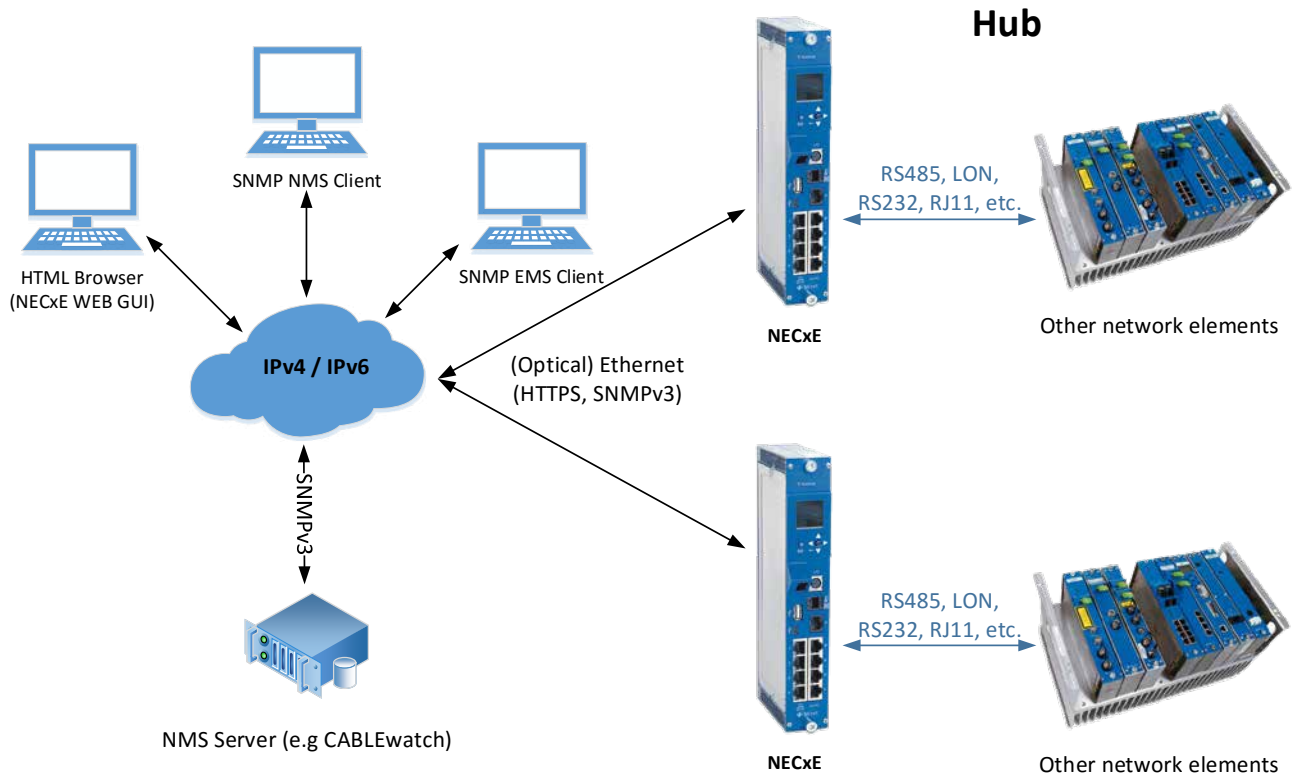 Hub
SNMP NMS Client
HTML Browser
(NECxE WEB GUI)
SNMP EMS Client
IPv4 / IPv6
(Optical) Ethernet
(HTTPS, SNMPv3)
SNMPv3
NMS Server (e.g CABLEwatch)
RS485, LON,
RS232, RJ11, etc.
NECxE
Other network elements
RS485, LON,
RS232, RJ11, etc.
NECxE
Other network elements